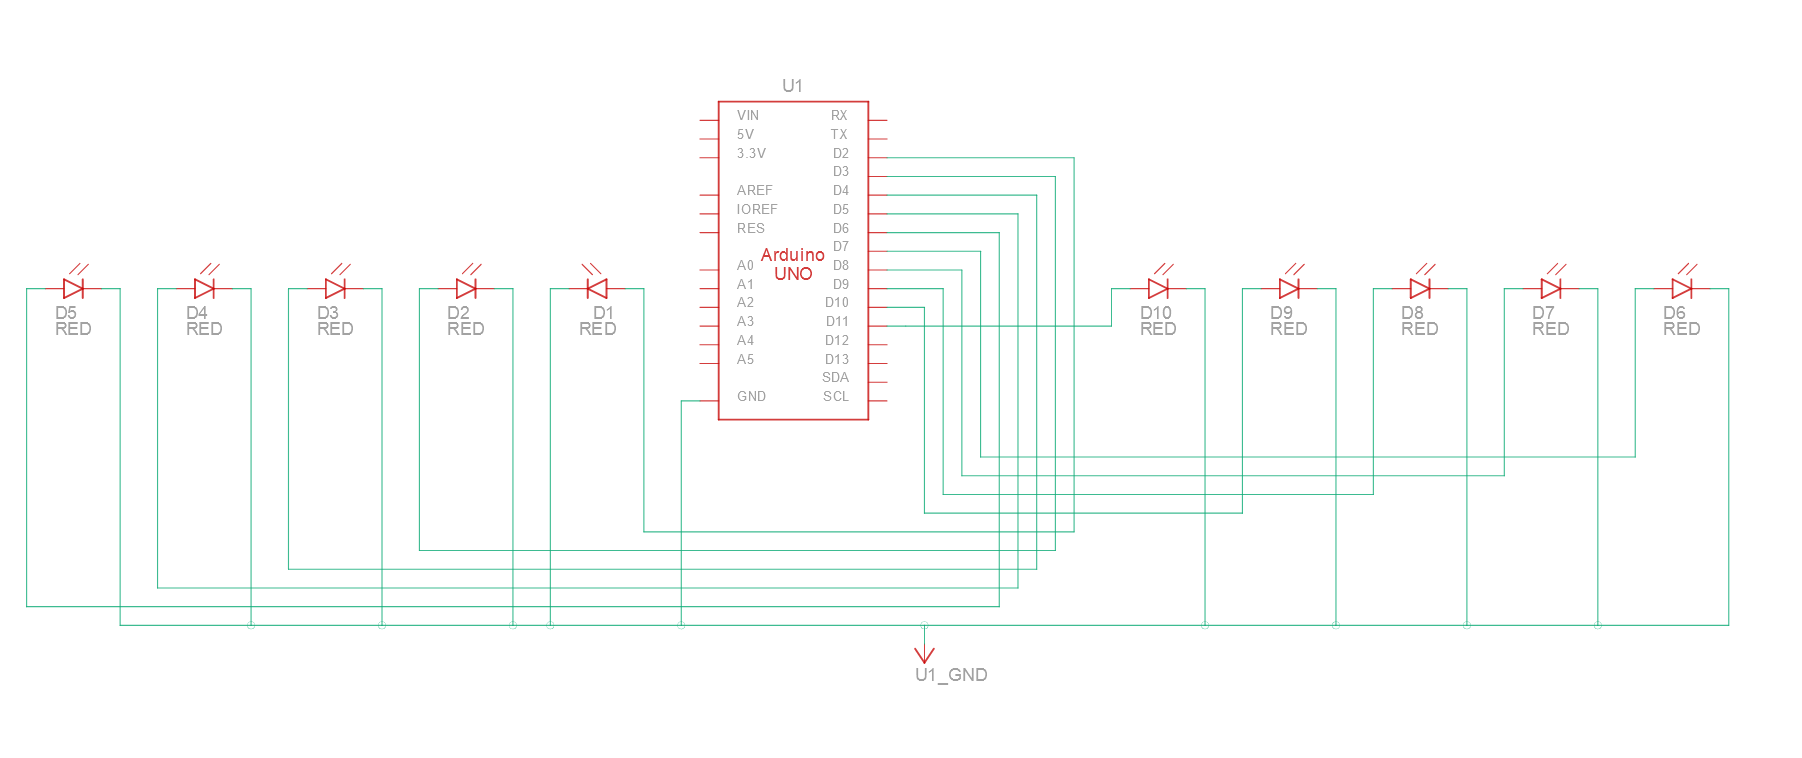 U1
VIN
5V
3.3V
AREF
IOREF
RES
A0
A1
A2
A3
A4
A5
GND
Arduino
UNO
RX
TX
D2
D3
D4
D5
D6
D7
D8
D9
D10
D11
D12
D13
SDA
SCL
D5
RED
D4
RED
D3
RED
D2
RED
D1
RED
D10
RED
D9
RED
D8
RED
D7
RED
D6
RED
U1_GND